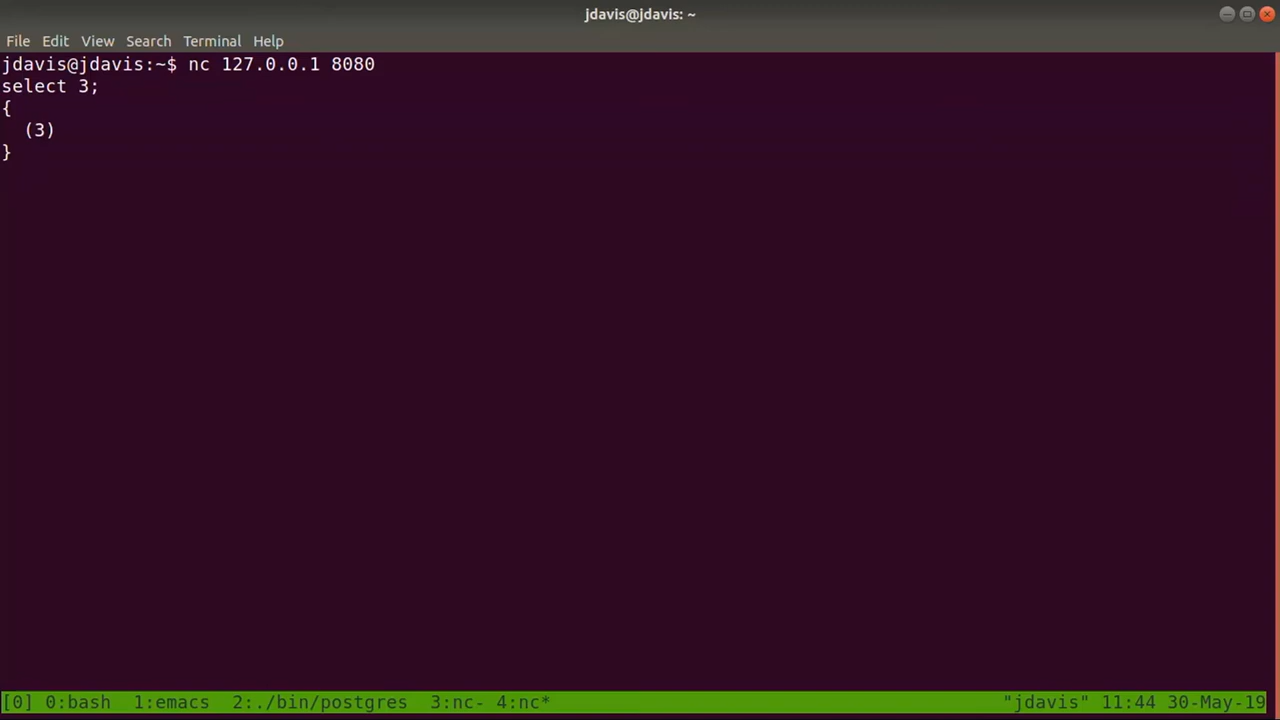 jdavis@jdavis: ~
File Edit View Search Terminal Help
jdavis@jdavis:~$ nc 127.0.0.1 8080
select 3;
{
  (3)
}
[0] 0:bash  1:emacs  2:./bin/postgres  3:nc- 4:nc*  "jdavis" 11:44 30-May-19